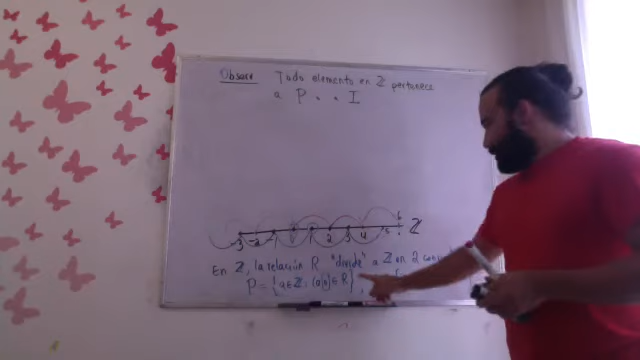 Observe Todo elemento en ℤ pertenece
a P o I
-3 -2 -1 0 1 2 3 4 5 6 ℤ
En ℤ, la relación R "divide" a ℤ en 2
P = {a∈ℤ: (a,0)∈R},